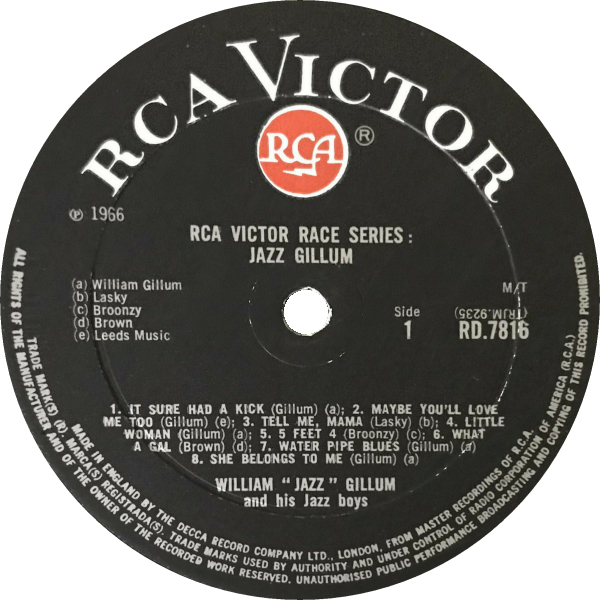 RCA VICTOR
RCA ®
℗ 1966
RCA VICTOR RACE SERIES:
JAZZ GILLUM
(a) William Gillum
(b) Lasky
(c) Broonzy
(d) Brown
(e) Leeds Music
M/T
(RJM.9235)
Side
1
RD.7816
1. IT SURE HAD A KICK (Gillum) (a); 2. MAYBE YOU'LL LOVE
ME TOO (Gillum) (e); 3. TELL ME, MAMA (Lasky) (b); 4. LITTLE
WOMAN (Gillum) (a); 5. 5 FEET 4 (Broonzy) (c); 6. WHAT
A GAL (Brown) (d); 7. WATER PIPE BLUES (Gillum) (a)
8. SHE BELONGS TO ME (Gillum) (a)
WILLIAM "JAZZ" GILLUM
and his Jazz boys
MADE IN ENGLAND BY THE DECCA RECORD COMPANY LTD., LONDON, FROM MASTER RECORDINGS OF R.C.A.
TRADE MARK(S) (R) MARCA(S) REGISTRADA(S). TRADE MARKS USED BY AUTHORITY AND UNDER CONTROL OF RADIO CORPORATION OF AMERICA (R.C.A.)
ALL RIGHTS OF THE MANUFACTURER AND OF THE OWNER OF THE RECORDED WORK RESERVED. UNAUTHORISED PUBLIC PERFORMANCE BROADCASTING AND COPYING OF THIS RECORD PROHIBITED.